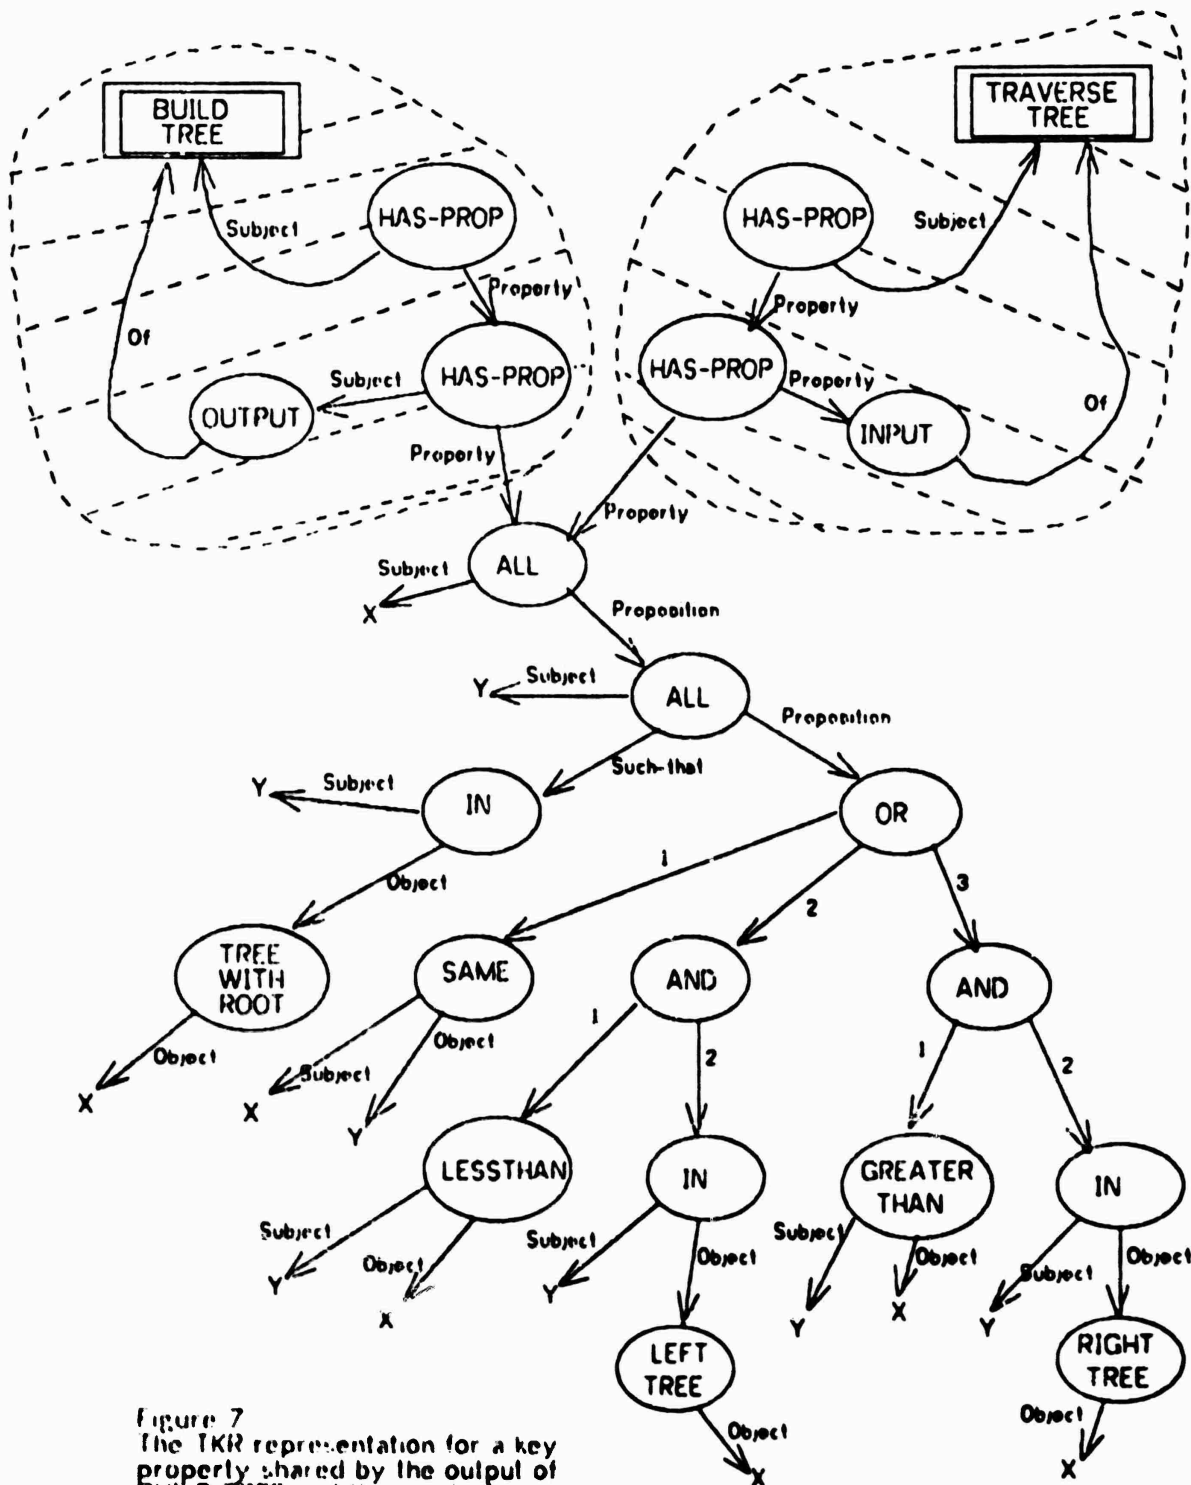 BUILD
TREE
TRAVERSE
TREE
HAS-PROP
HAS-PROP
Subject
Subject
Property
Property
Of
HAS-PROP
HAS-PROP
Subject
Property
Of
OUTPUT
INPUT
Property
Property
ALL
Subject
X
Proposition
ALL
Subject
Y
Proposition
Such-that
Y
Subject
IN
OR
1
Object
2
3
TREE
WITH
ROOT
SAME
AND
AND
Object
X
Subject
X
Object
Y
1
2
1
2
LESSTHAN
IN
GREATER
THAN
IN
Subject
Y
Object
X
Subject
Y
Object
Subject
Y
Object
X
Subject
Y
Object
LEFT
TREE
RIGHT
TREE
Object
X
Object
X
Figure 7
The TKR representation for a key
property shared by the output of